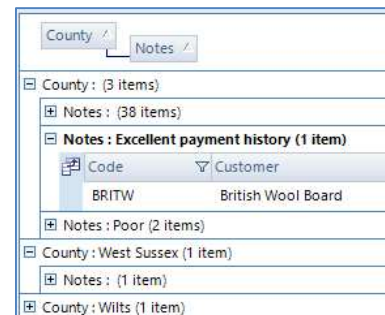 County
Notes
County : (3 items)
Notes : (38 items)
Notes : Excellent payment history (1 item)
Code Customer
BRITW British Wool Board
Notes : Poor (2 items)
County : West Sussex (1 item)
Notes : (1 item)
County : Wilts (1 item)